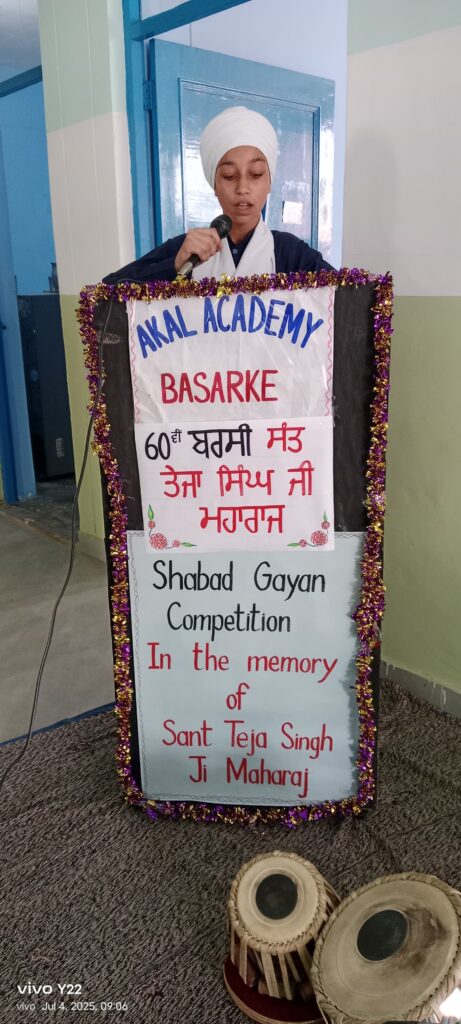 AKAL ACADEMY
BASARKE
60ਵੀਂ ਬਰਸੀ ਸੰਤ
ਤੇਜਾ ਸਿੰਘ ਜੀ
ਮਹਾਰਾਜ
Shabad Gayan
Competition
In the memory
of
Sant Teja Singh
Ji Maharaj
vivo Y22
vivo Jul 4, 2025, 09:06